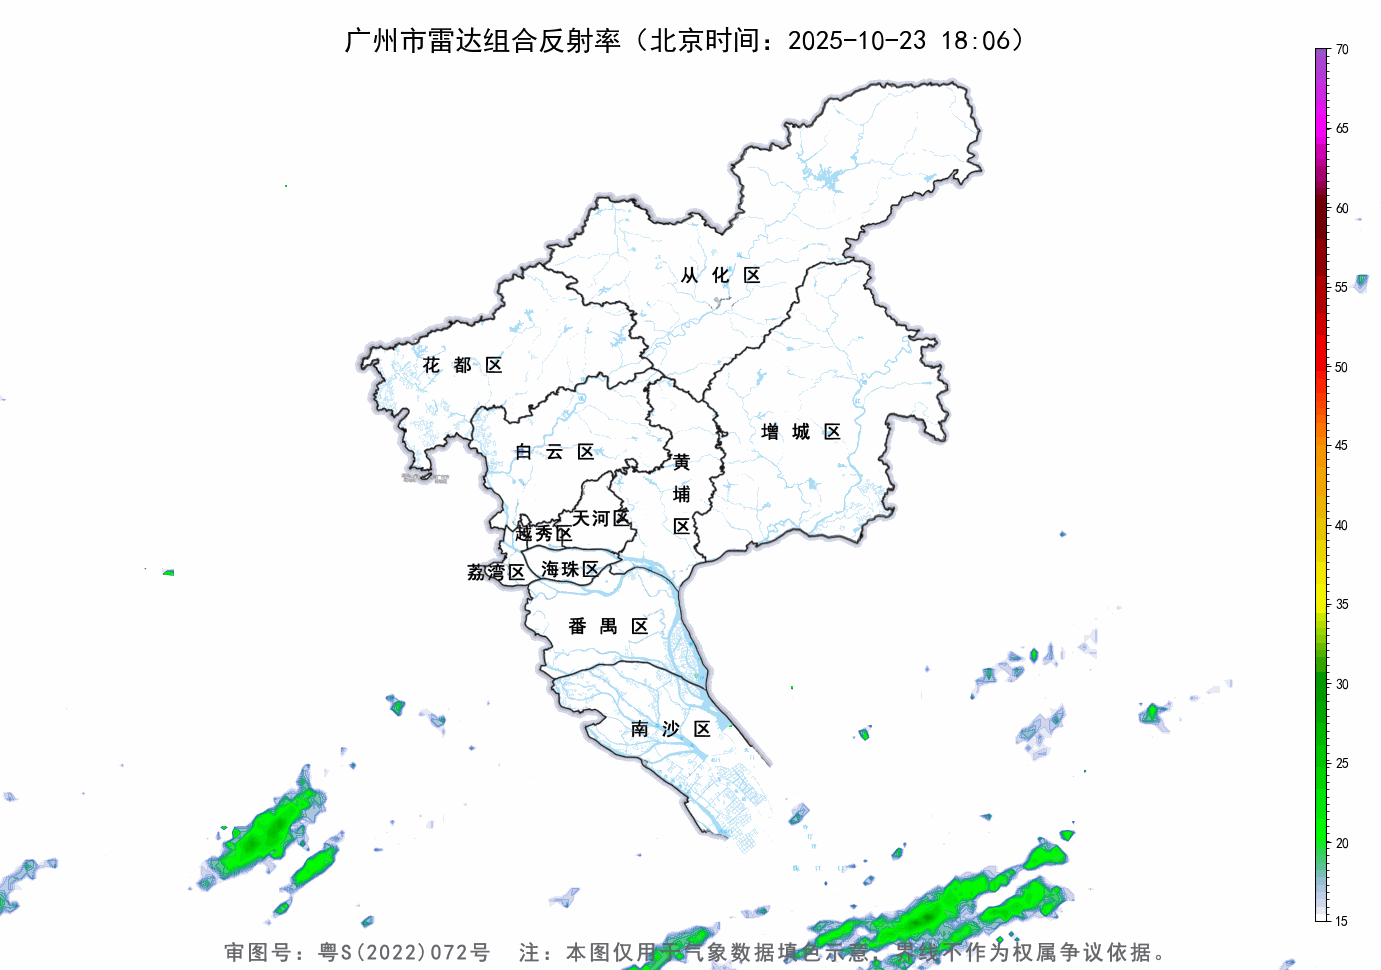 广州市雷达组合反射率（北京时间：2025-10-23 18:06）
70
65
60
55
50
45
40
35
30
25
20
15
从化区
花都区
增城区
白云区
黄埔区
天河区
越秀区
荔湾区
海珠区
番禺区
南沙区
审图号：粤S(2022)072号 注：本图仅用于气象数据填色示意，界线不作为权属争议依据。